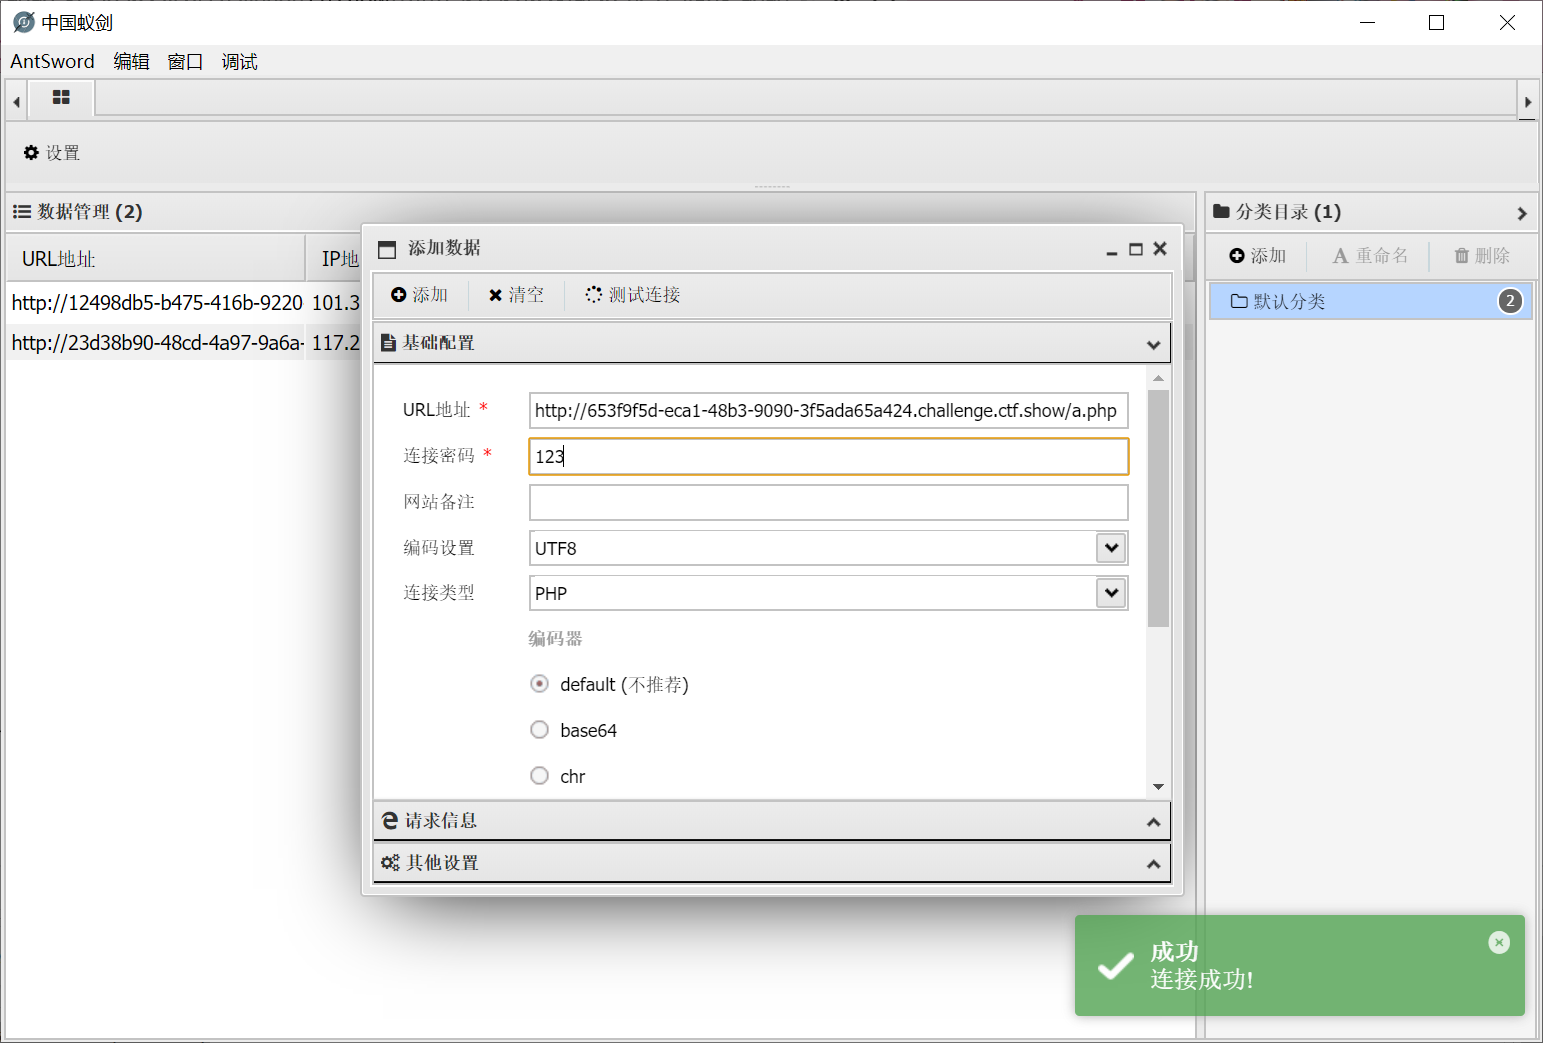 中国蚁剑
AntSword 编辑 窗口 调试
设置
数据管理 (2)
URL地址 IP地
http://12498db5-b475-416b-9220 101.3
http://23d38b90-48cd-4a97-9a6a- 117.2
添加数据
添加 清空 测试连接
基础配置
URL地址 * http://653f9f5d-eca1-48b3-9090-3f5ada65a424.challenge.ctf.show/a.php
连接密码 * 123
网站备注
编码设置 UTF8
连接类型 PHP
编码器
default (不推荐)
base64
chr
请求信息
其他设置
分类目录 (1)
添加 重命名 删除
默认分类 2
成功
连接成功!